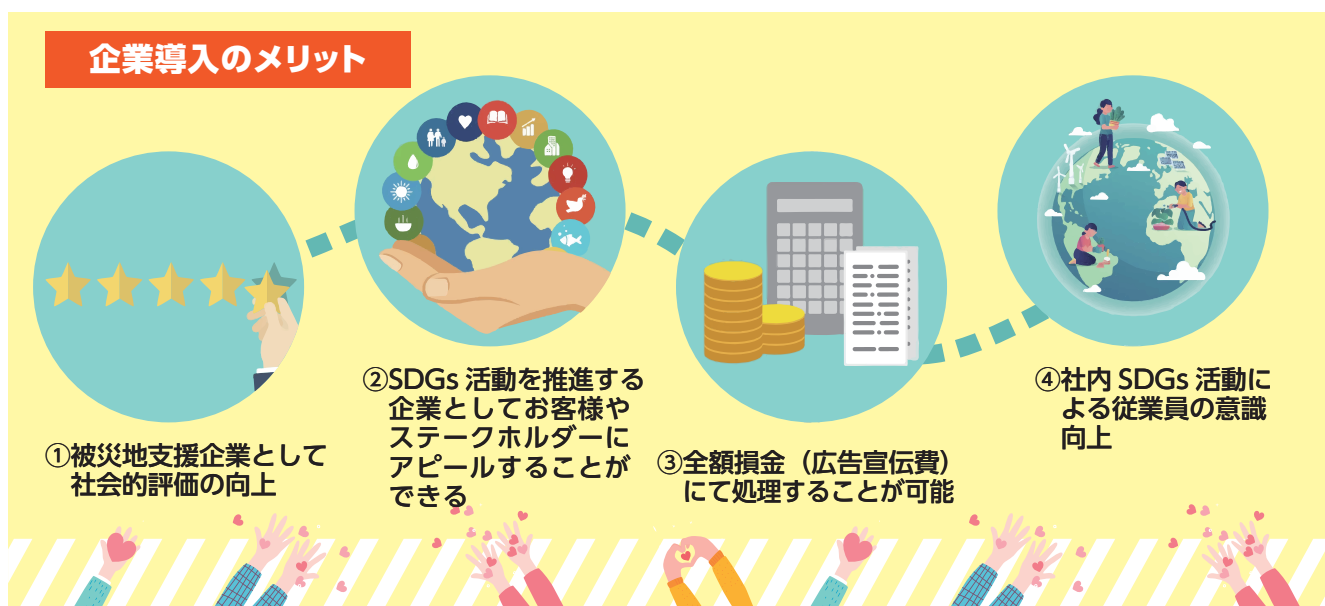 企業導入のメリット
①被災地支援企業として
社会的評価の向上
②SDGs 活動を推進する
企業としてお客様や
ステークホルダーに
アピールすることが
できる
③全額損金（広告宣伝費）
にて処理することが可能
④社内 SDGs 活動に
よる従業員の意識
向上